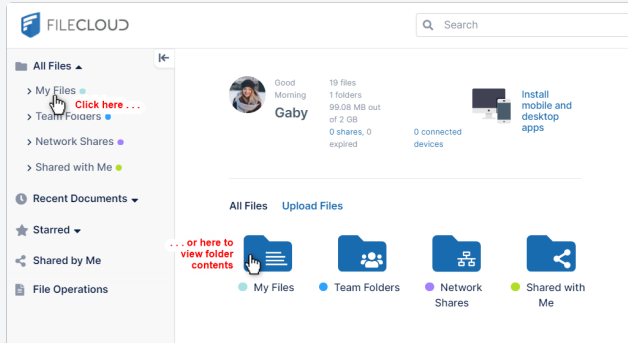 FILECLOUD
Search
All Files
My Files
Click here . . .
Team Folders
Network Shares
Shared with Me
Recent Documents
Starred
Shared by Me
File Operations
Good
Morning
Gaby
19 files
1 folders
99.08 MB out
of 2 GB
0 shares, 0
expired
0 connected
devices
Install
mobile and
desktop
apps
All Files Upload Files
. . . or here to
view folder
contents
My Files
Team Folders
Network
Shares
Shared with
Me